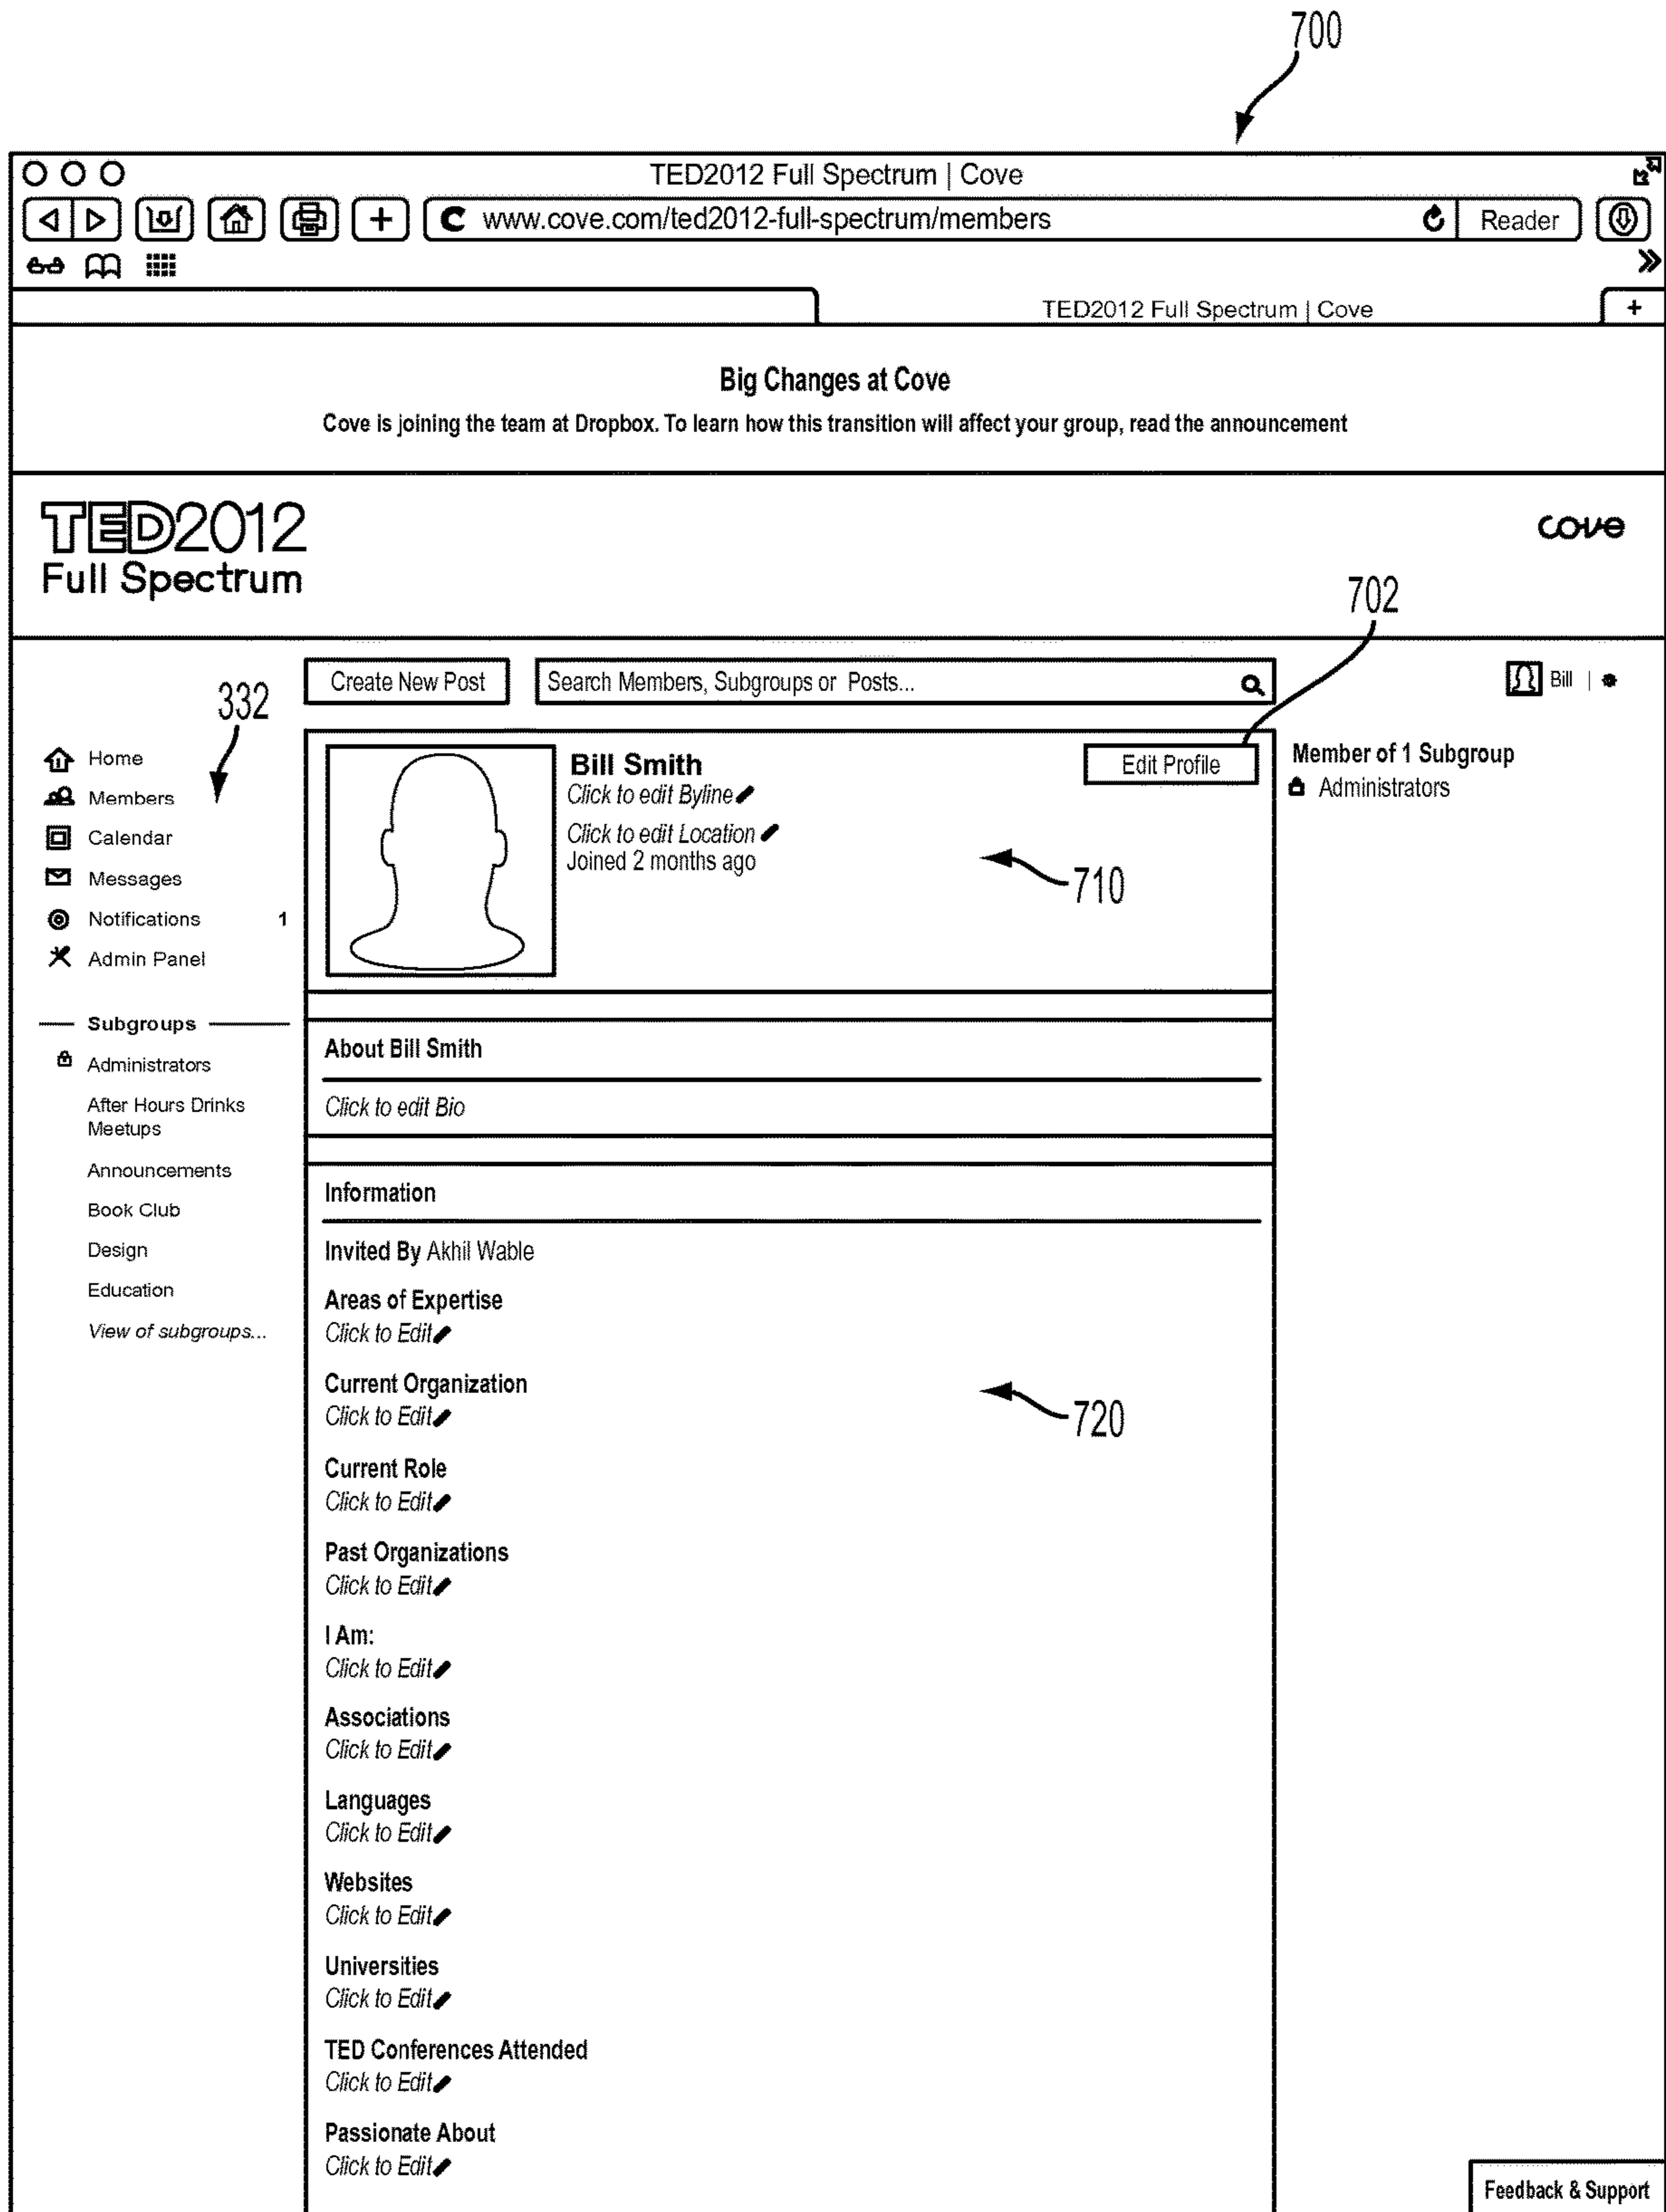 700
TED2012 Full Spectrum | Cove
www.cove.com/ted2012-full-spectrum/members
Reader
TED2012 Full Spectrum | Cove
+
Big Changes at Cove
Cove is joining the team at Dropbox. To learn how this transition will affect your group, read the announcement
TED2012
Full Spectrum
cove
702
Create New Post
Search Members, Subgroups or Posts...
Bill |
332
Home
Members
Calendar
Messages
Notifications 1
Admin Panel
Subgroups
Administrators
After Hours Drinks
Meetups
Announcements
Book Club
Design
Education
View of subgroups...
Bill Smith
Click to edit Byline
Click to edit Location
Joined 2 months ago
Edit Profile
710
Member of 1 Subgroup
Administrators
About Bill Smith
Click to edit Bio
Information
Invited By Akhil Wable
Areas of Expertise
Click to Edit
Current Organization
Click to Edit
720
Current Role
Click to Edit
Past Organizations
Click to Edit
I Am:
Click to Edit
Associations
Click to Edit
Languages
Click to Edit
Websites
Click to Edit
Universities
Click to Edit
TED Conferences Attended
Click to Edit
Passionate About
Click to Edit
Feedback & Support